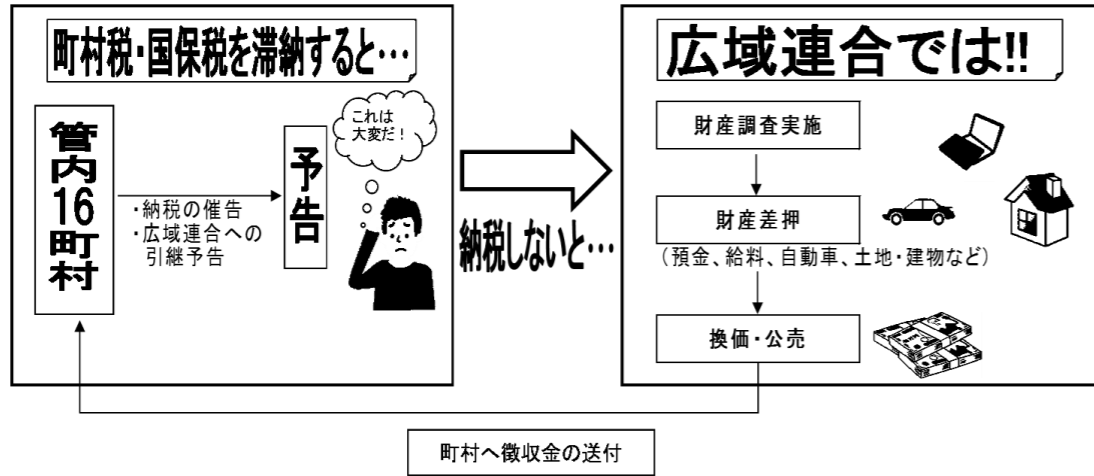 町村税・国保税を滞納すると…
管内16町村
・納税の催告
・広域連合への
引継予告
予告
これは
大変だ！
納税しないと…
広域連合では!!
財産調査実施
財産差押
（預金、給料、自動車、土地・建物など）
換価・公売
町村へ徴収金の送付